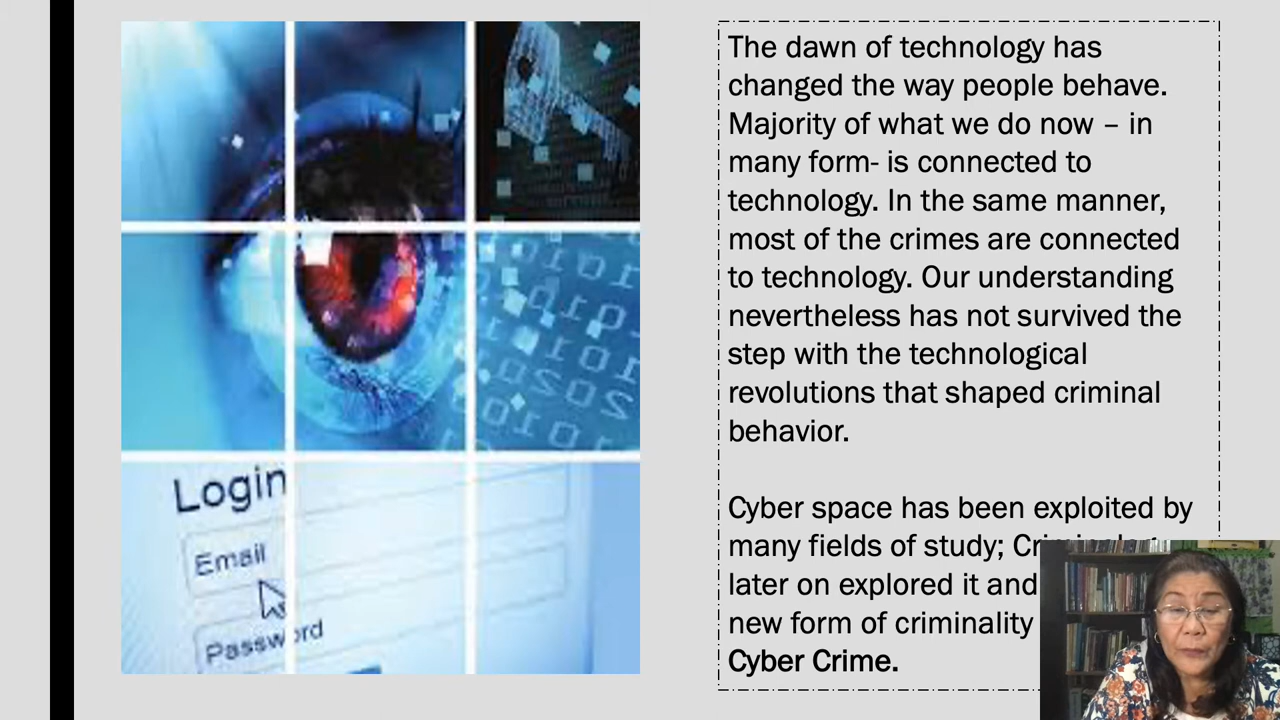 Login
Email
Password
The dawn of technology has
changed the way people behave.
Majority of what we do now – in
many form- is connected to
technology. In the same manner,
most of the crimes are connected
to technology. Our understanding
nevertheless has not survived the
step with the technological
revolutions that shaped criminal
behavior.
Cyber space has been exploited by
many fields of study;
later on explored it and
new form of criminality
Cyber Crime.